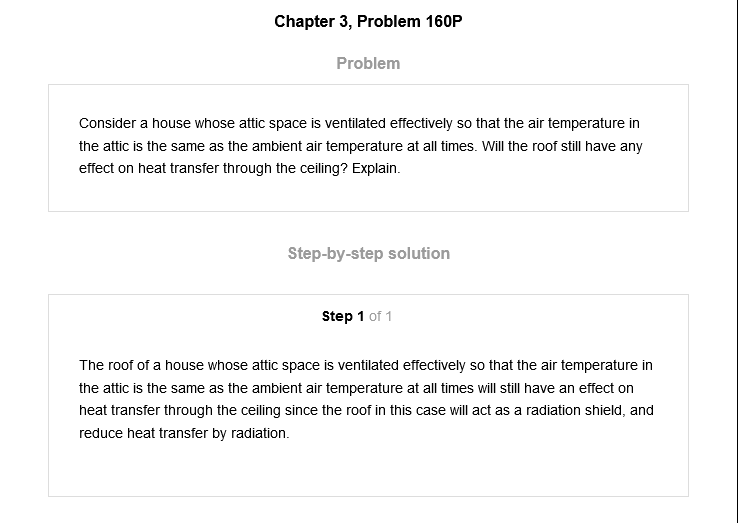 Chapter 3, Problem 160P
Problem
Consider a house whose attic space is ventilated effectively so that the air temperature in
the attic is the same as the ambient air temperature at all times. Will the roof still have any
effect on heat transfer through the ceiling? Explain.
Step-by-step solution
Step 1 of 1
The roof of a house whose attic space is ventilated effectively so that the air temperature in
the attic is the same as the ambient air temperature at all times will still have an effect on
heat transfer through the ceiling since the roof in this case will act as a radiation shield, and
reduce heat transfer by radiation.